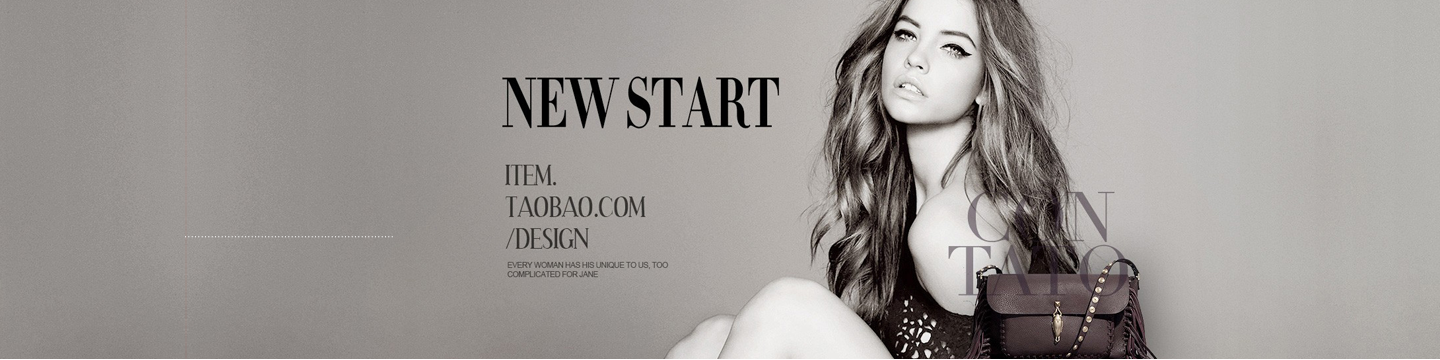 NEW START
ITEM.
TAOBAO.COM
/DESIGN
EVERY WOMAN HAS HIS UNIQUE TO US, TOO
COMPLICATED FOR JANE